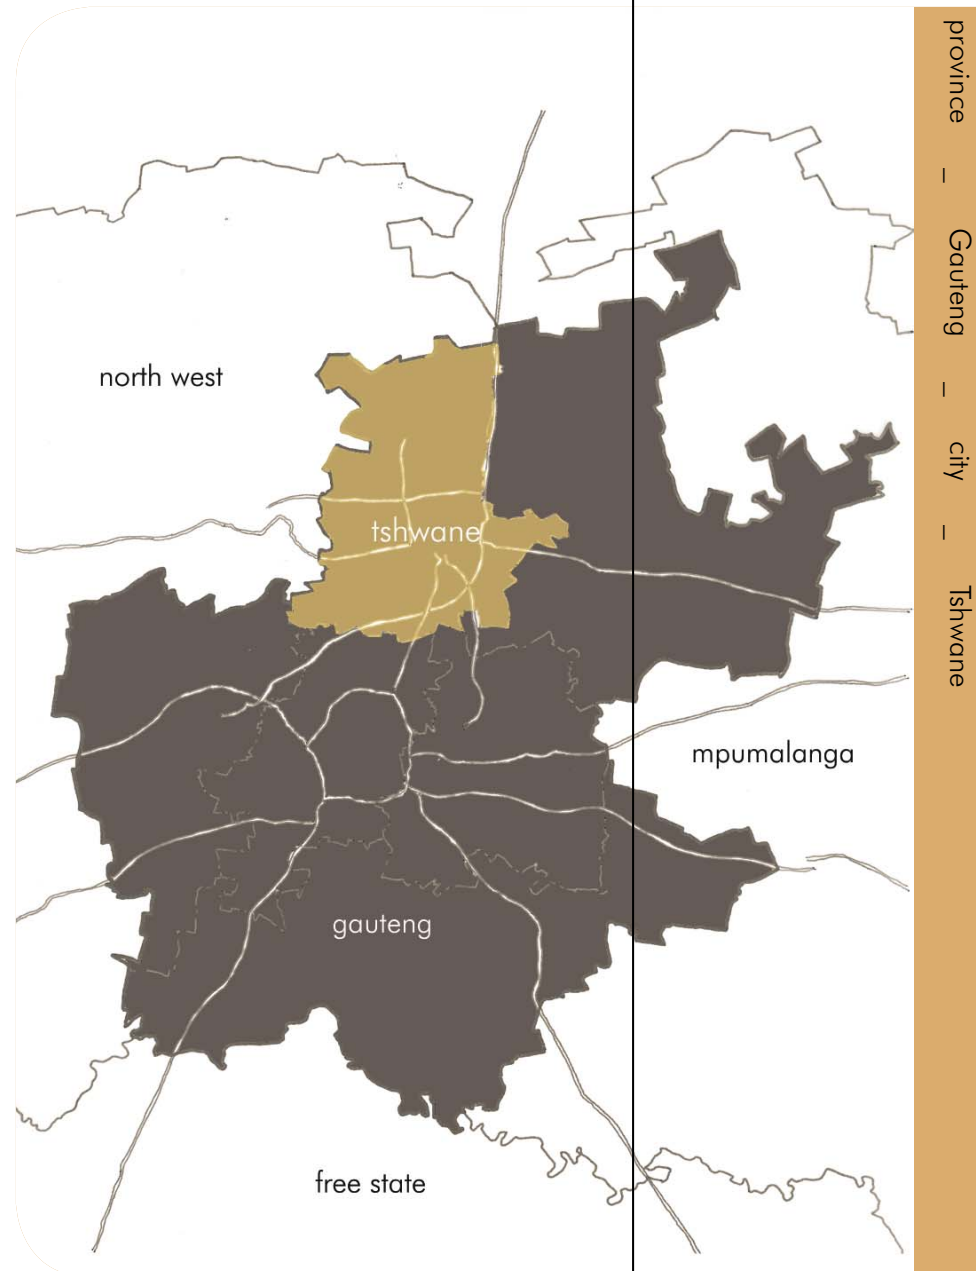 north west
tshwane
mpumalanga
gauteng
free state
province – Gauteng – city – Tshwane